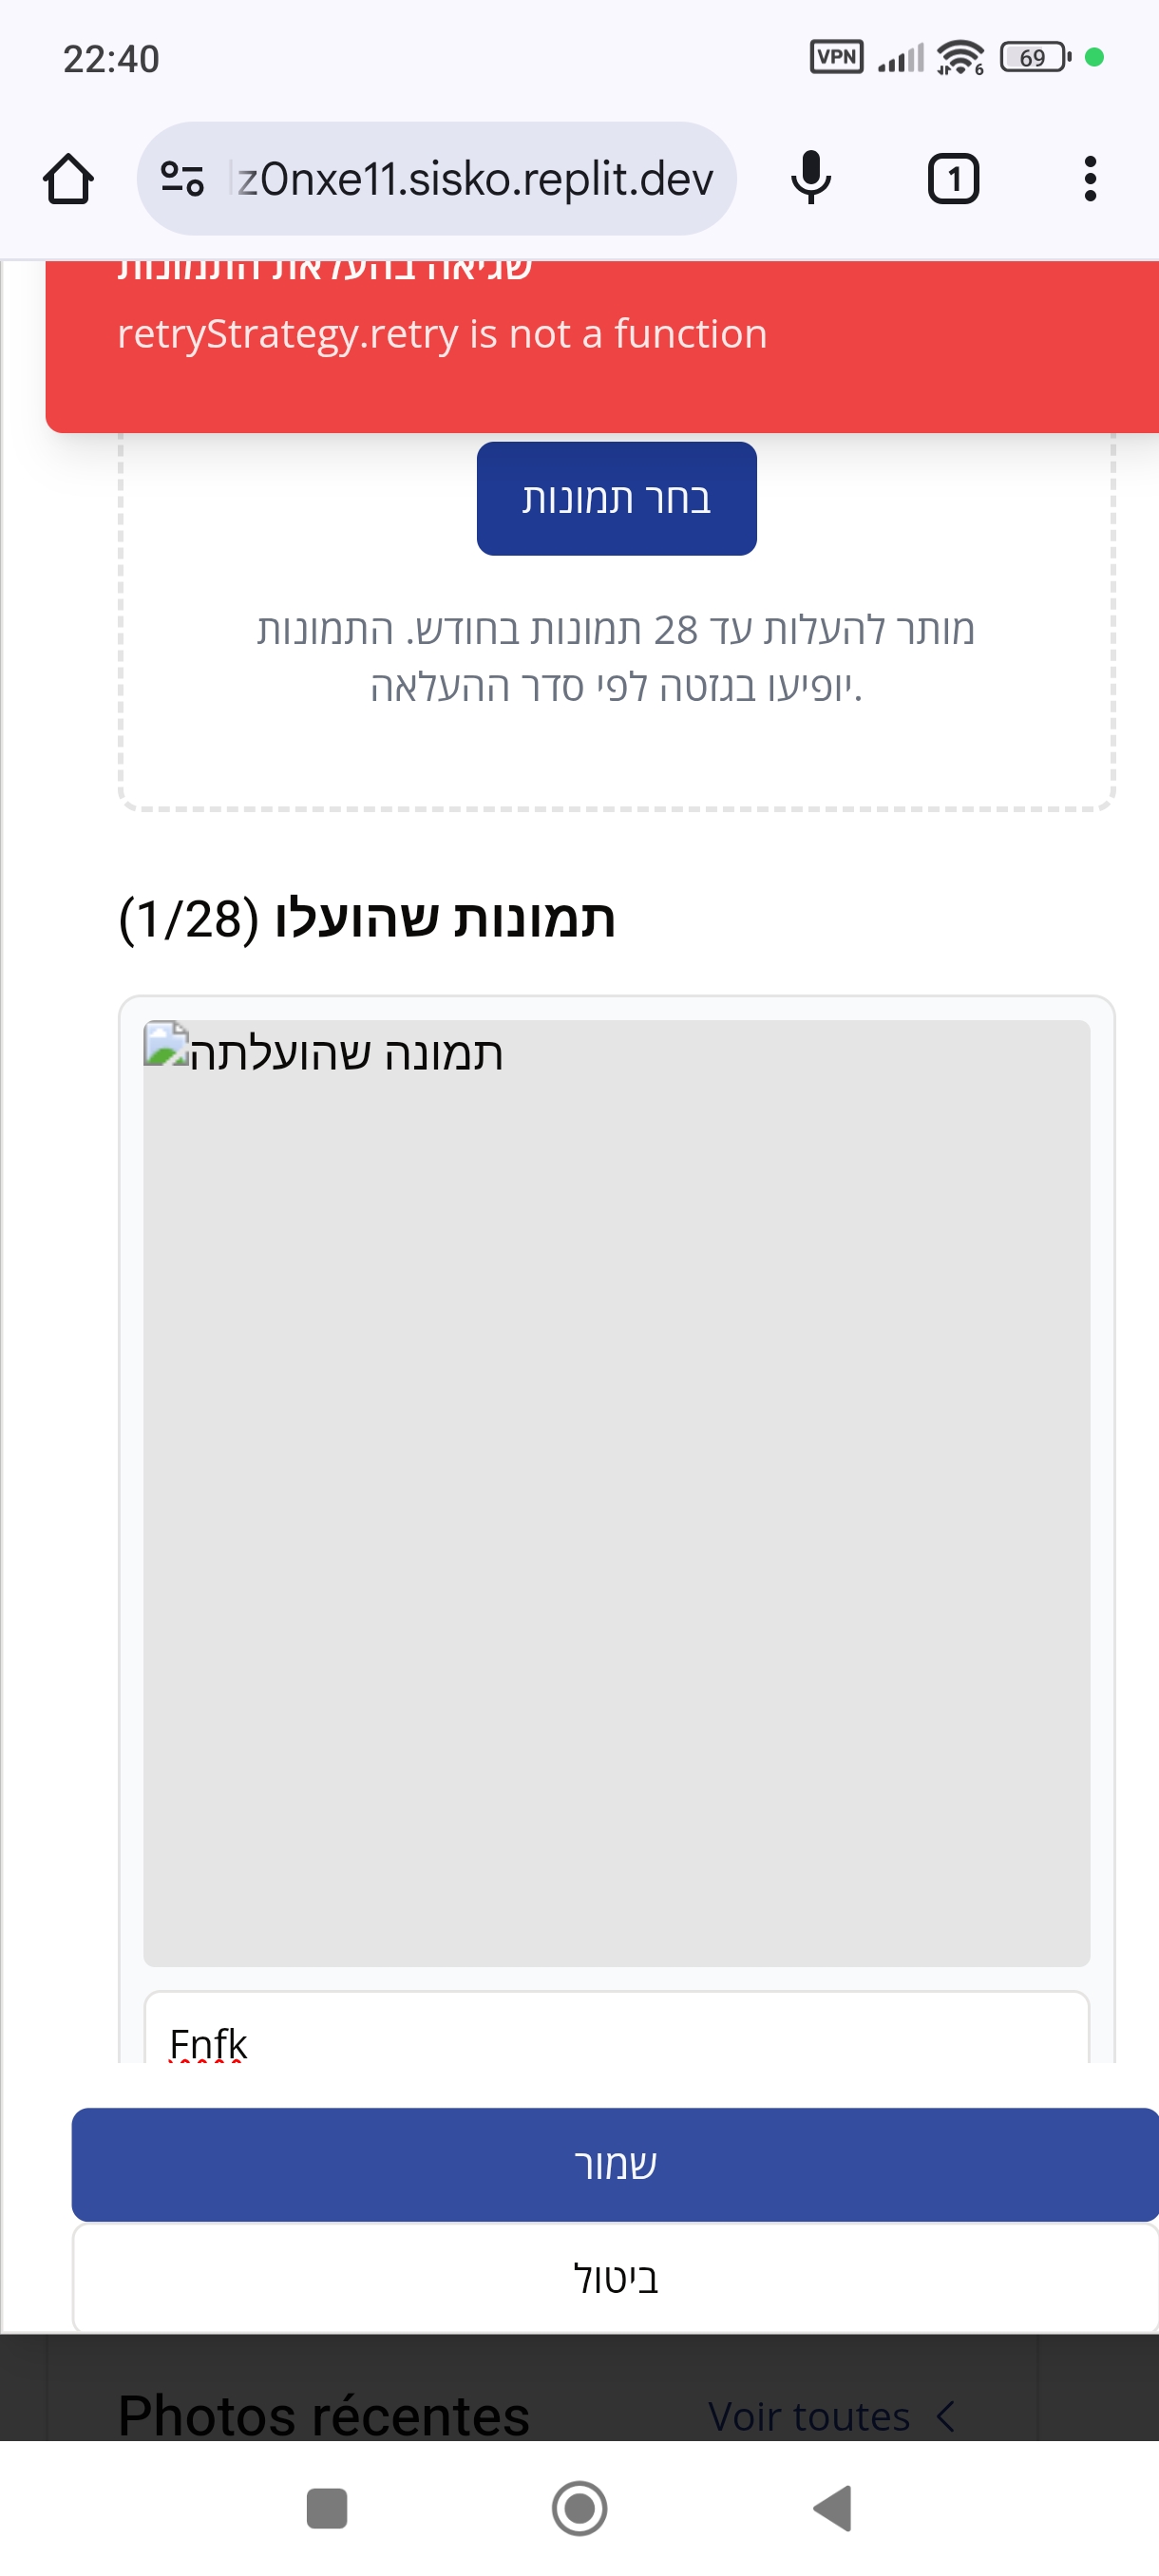 22:40
VPN
6
69
z0nxe11.sisko.replit.dev
1
שגיאה בהעלאת התמונות
retryStrategy.retry is not a function
בחר תמונות
מותר להעלות עד 28 תמונות בחודש. התמונות
יופיעו בגזטה לפי סדר ההעלאה.
תמונות שהועלו (1/28)
תמונה שהועלתה
Fnfk
שמור
ביטול
Photos récentes
Voir toutes